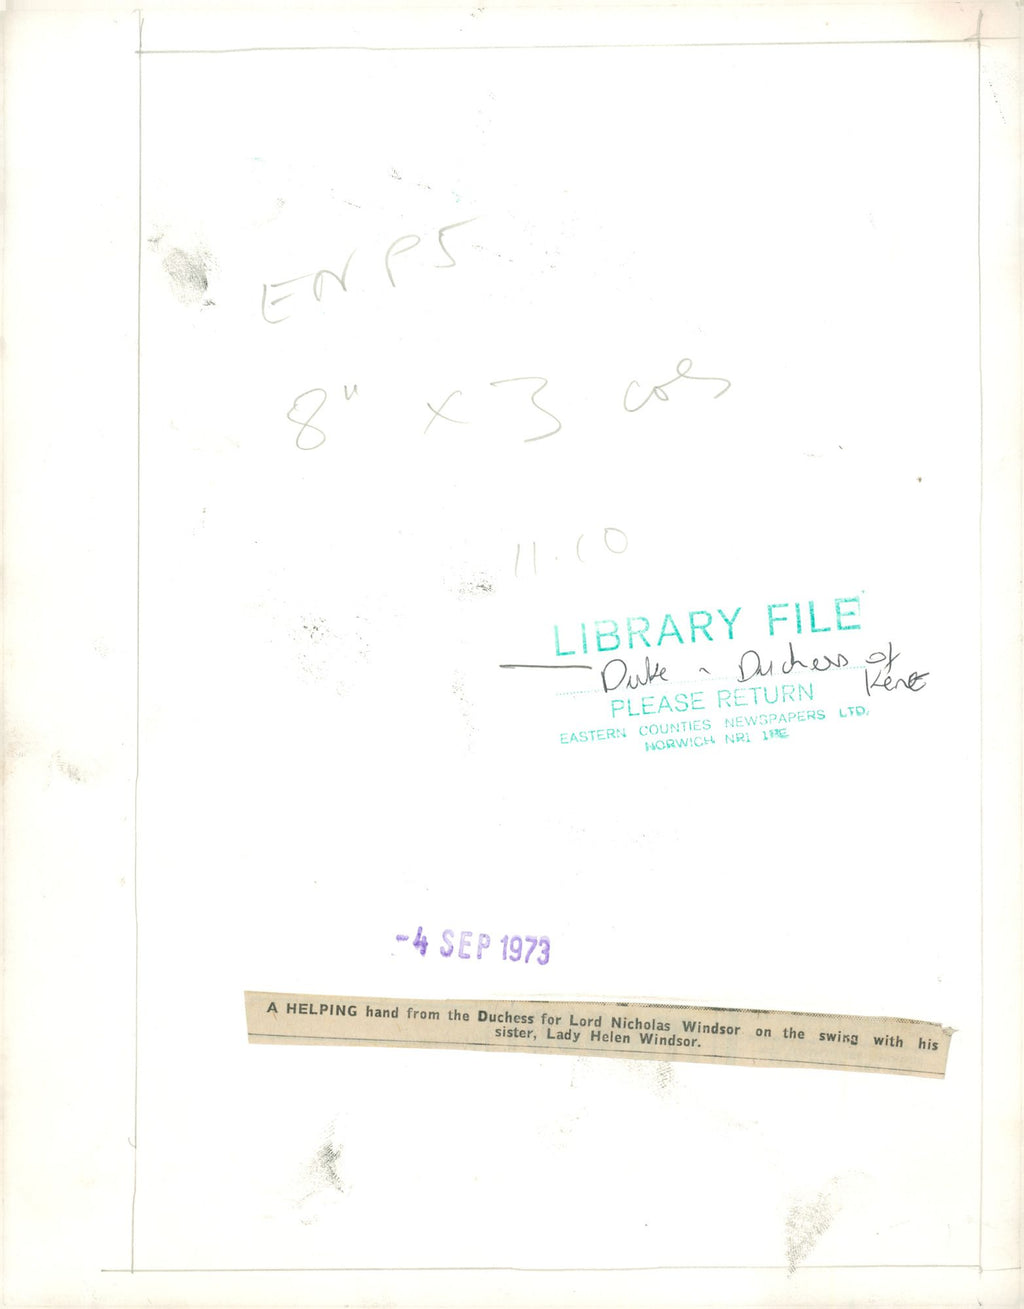 EN P5
8" x 3 cols
11.10
LIBRARY FILE
Duke ~ Duchess of
Kent
PLEASE RETURN
EASTERN COUNTIES NEWSPAPERS LTD.
NORWICH NR1 1RE
-4 SEP 1973
A HELPING hand from the Duchess for Lord Nicholas Windsor on the swing with his
sister, Lady Helen Windsor.